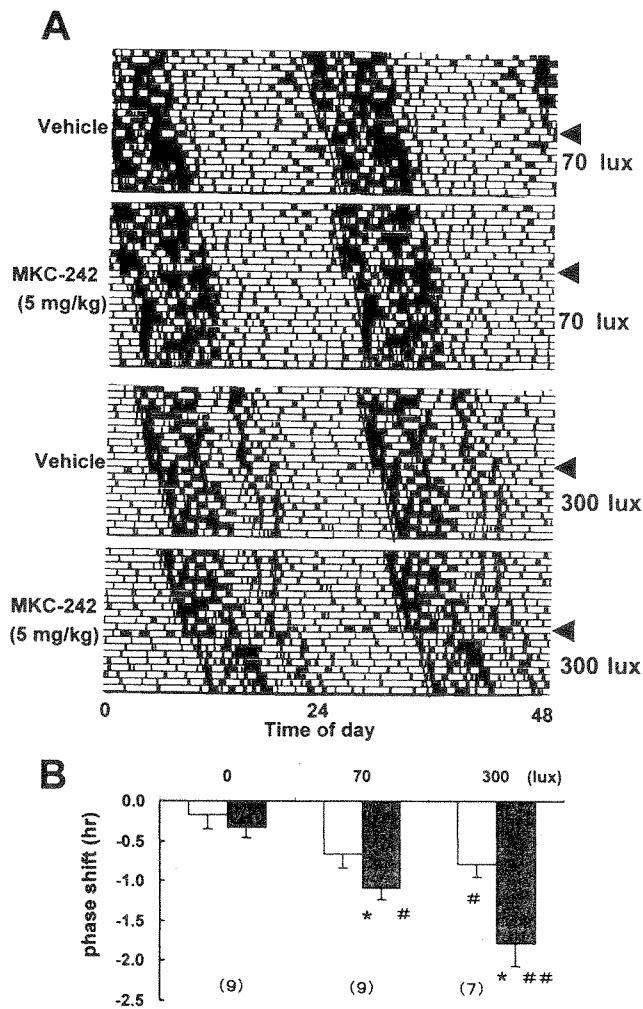 A
Vehicle
70 lux
MKC-242
(5 mg/kg)
70 lux
Vehicle
300 lux
MKC-242
(5 mg/kg)
300 lux
0 24 48
Time of day
B
0 70 300 (lux)
phase shift (hr)
0.0
-0.5
-1.0
-1.5
-2.0
-2.5
* #
#
* ##
(9) (9) (7)